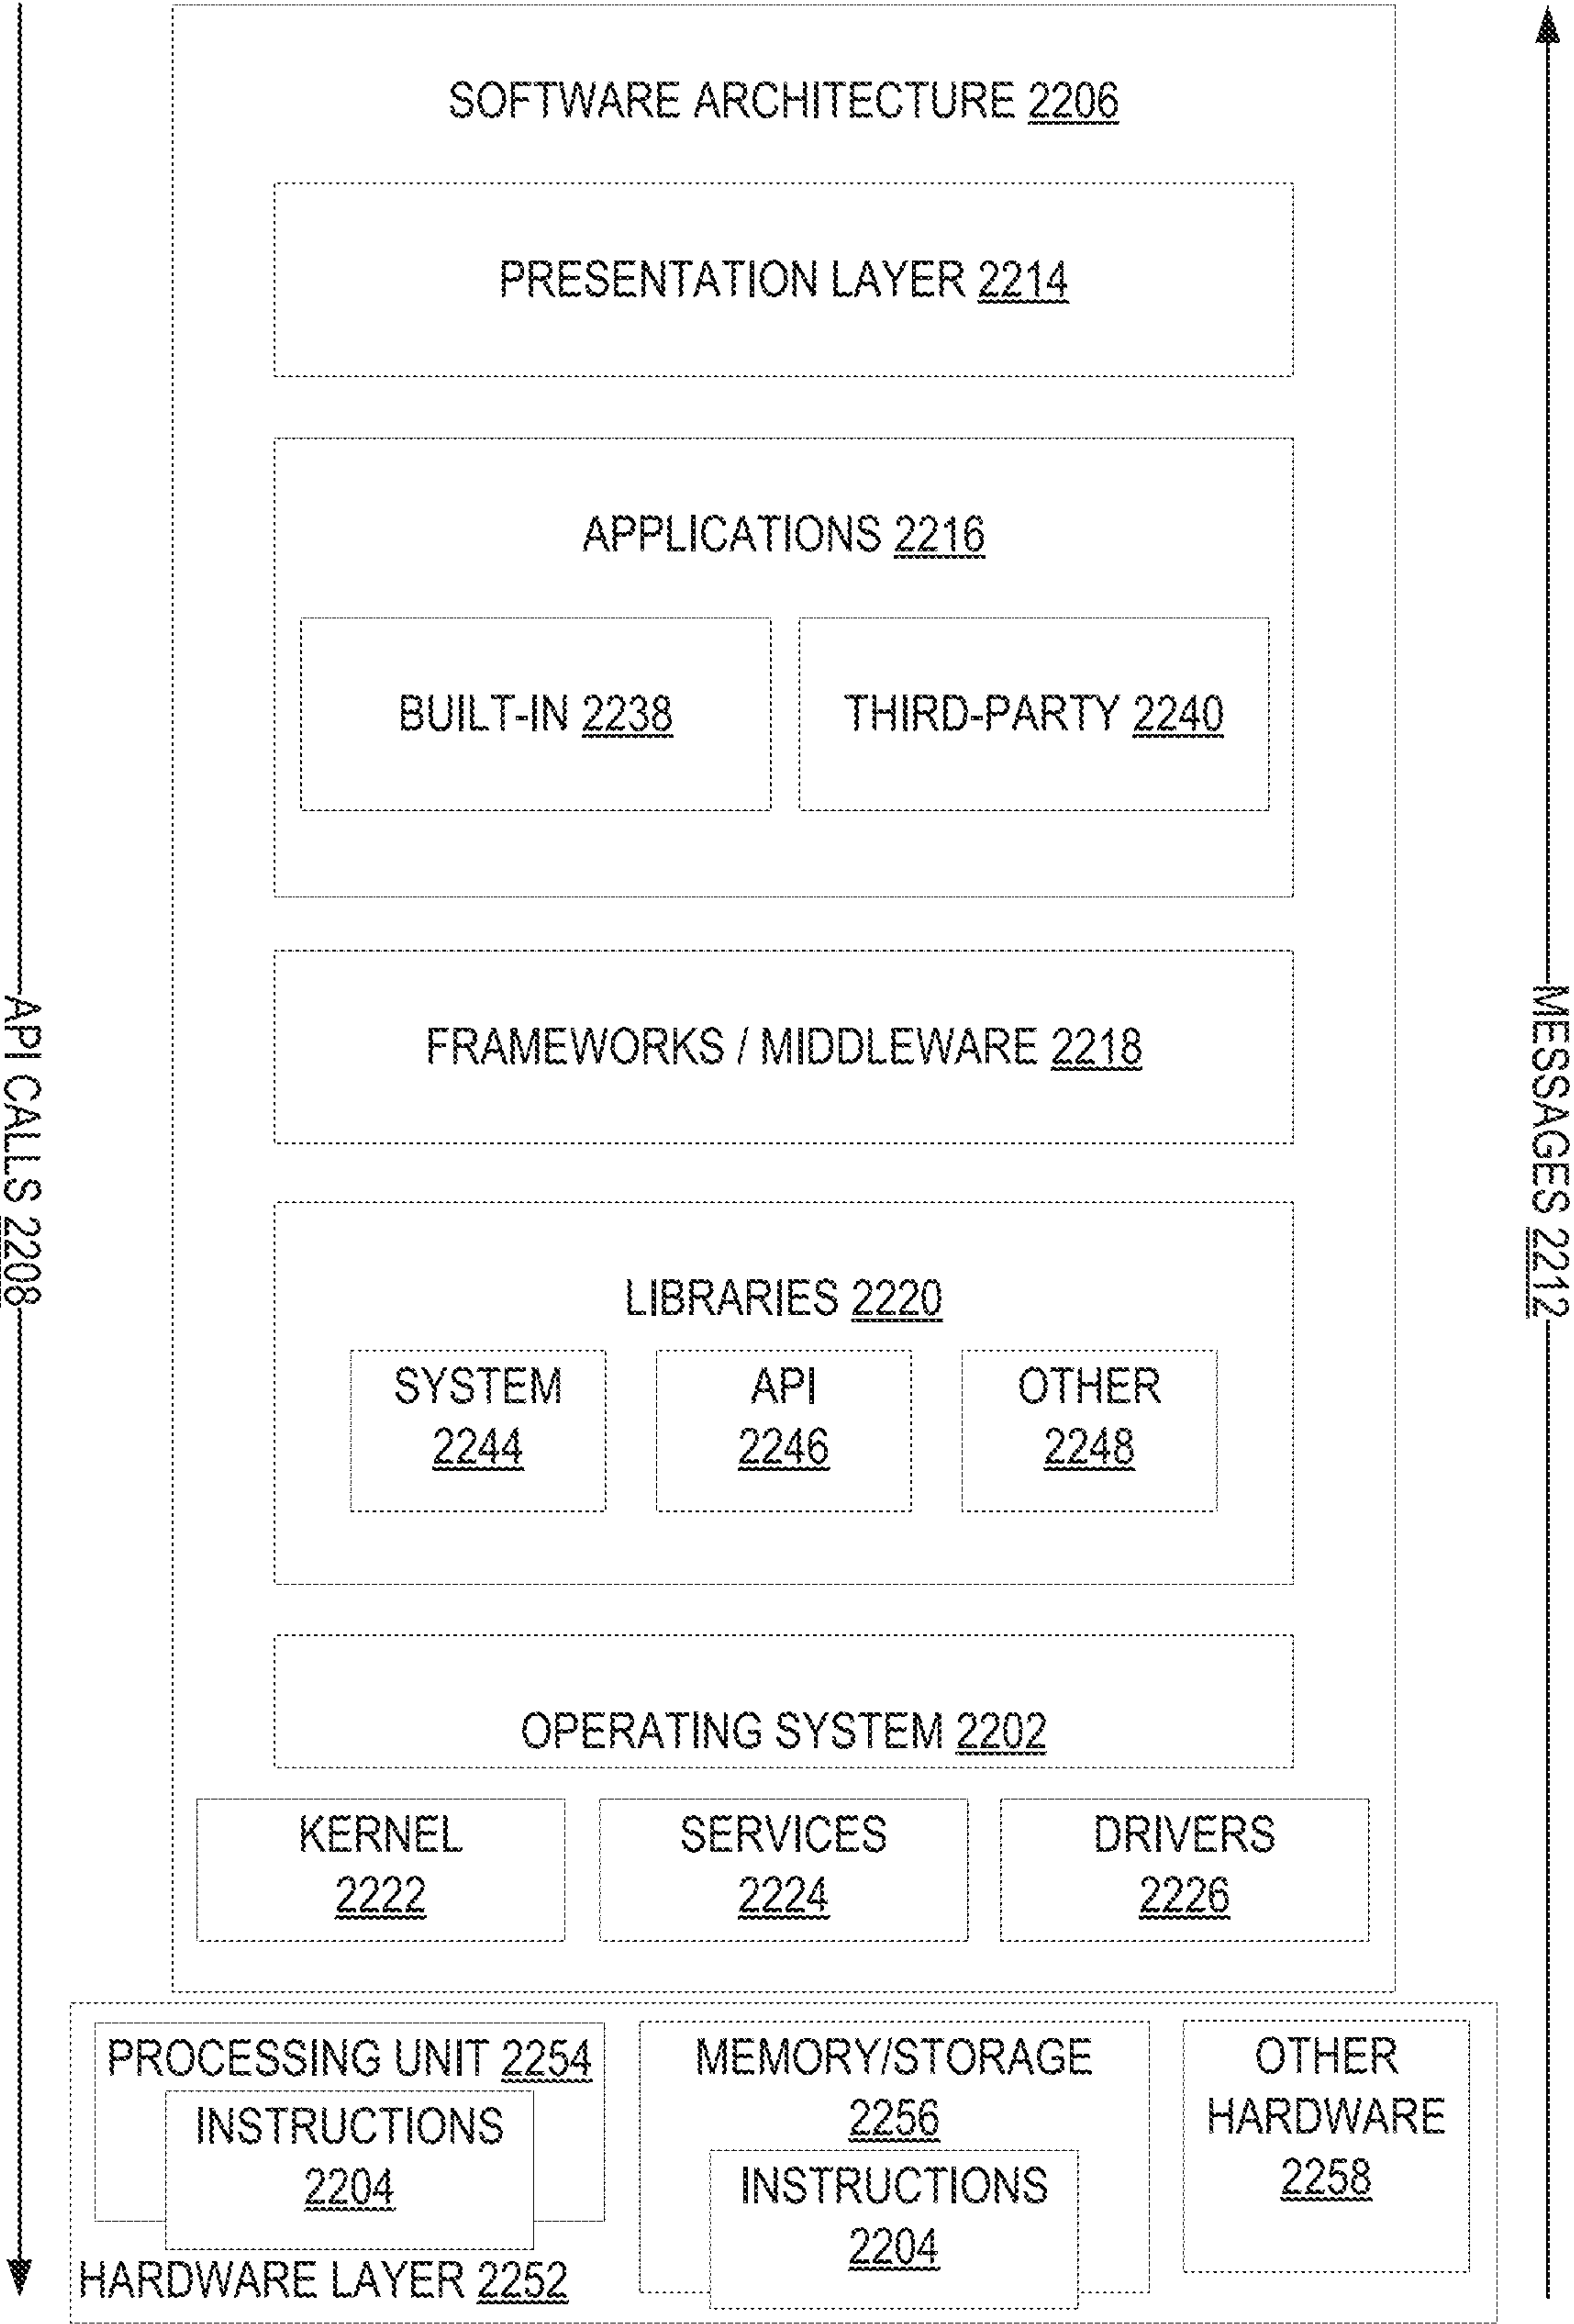 SOFTWARE ARCHITECTURE 2206
PRESENTATION LAYER 2214
APPLICATIONS 2216
BUILT-IN 2238
THIRD-PARTY 2240
FRAMEWORKS / MIDDLEWARE 2218
API CALLS 2208
MESSAGES 2212
LIBRARIES 2220
SYSTEM
2244
API
2246
OTHER
2248
OPERATING SYSTEM 2202
KERNEL
2222
SERVICES
2224
DRIVERS
2226
PROCESSING UNIT 2254
INSTRUCTIONS
2204
MEMORY/STORAGE
2256
INSTRUCTIONS
2204
OTHER
HARDWARE
2258
HARDWARE LAYER 2252